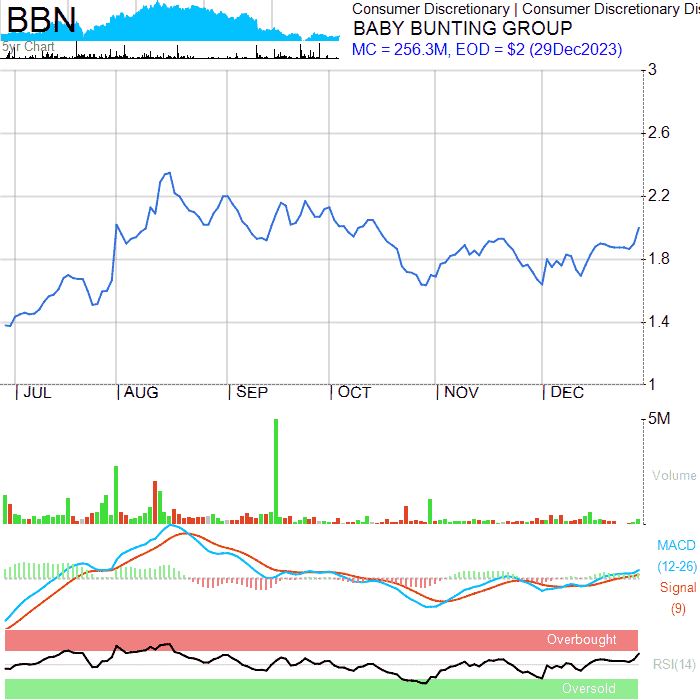 BBN
5yr Chart
Consumer Discretionary | Consumer Discretionary Dis
BABY BUNTING GROUP
MC = 256.3M, EOD = $2 (29Dec2023)
3
2.6
2.2
1.8
1.4
1
JUL AUG SEP OCT NOV DEC
5M
Volume
MACD
(12-26)
Signal
(9)
Overbought
RSI(14)
Oversold